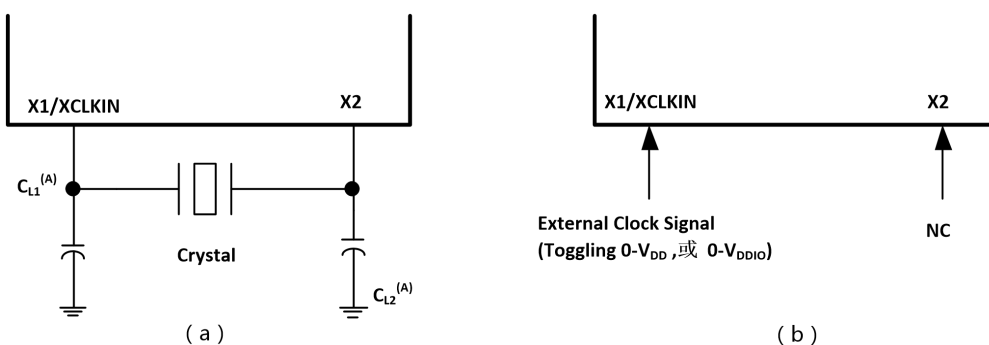 X1/XCLKIN
X2
CL1(A)
Crystal
CL2(A)
(a)
X1/XCLKIN
X2
External Clock Signal
(Toggling 0-VDD ,或 0-VDDIO)
NC
(b)